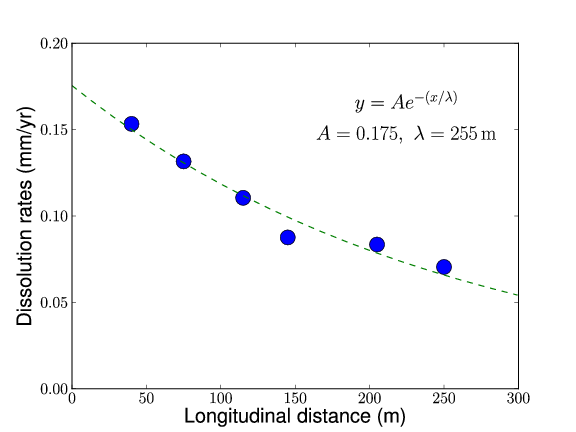 0.20
0.15
0.10
0.05
0.00
Dissolution rates (mm/yr)
y = Ae^{-(x/λ)}
A = 0.175, λ = 255 m
0 50 100 150 200 250 300
Longitudinal distance (m)